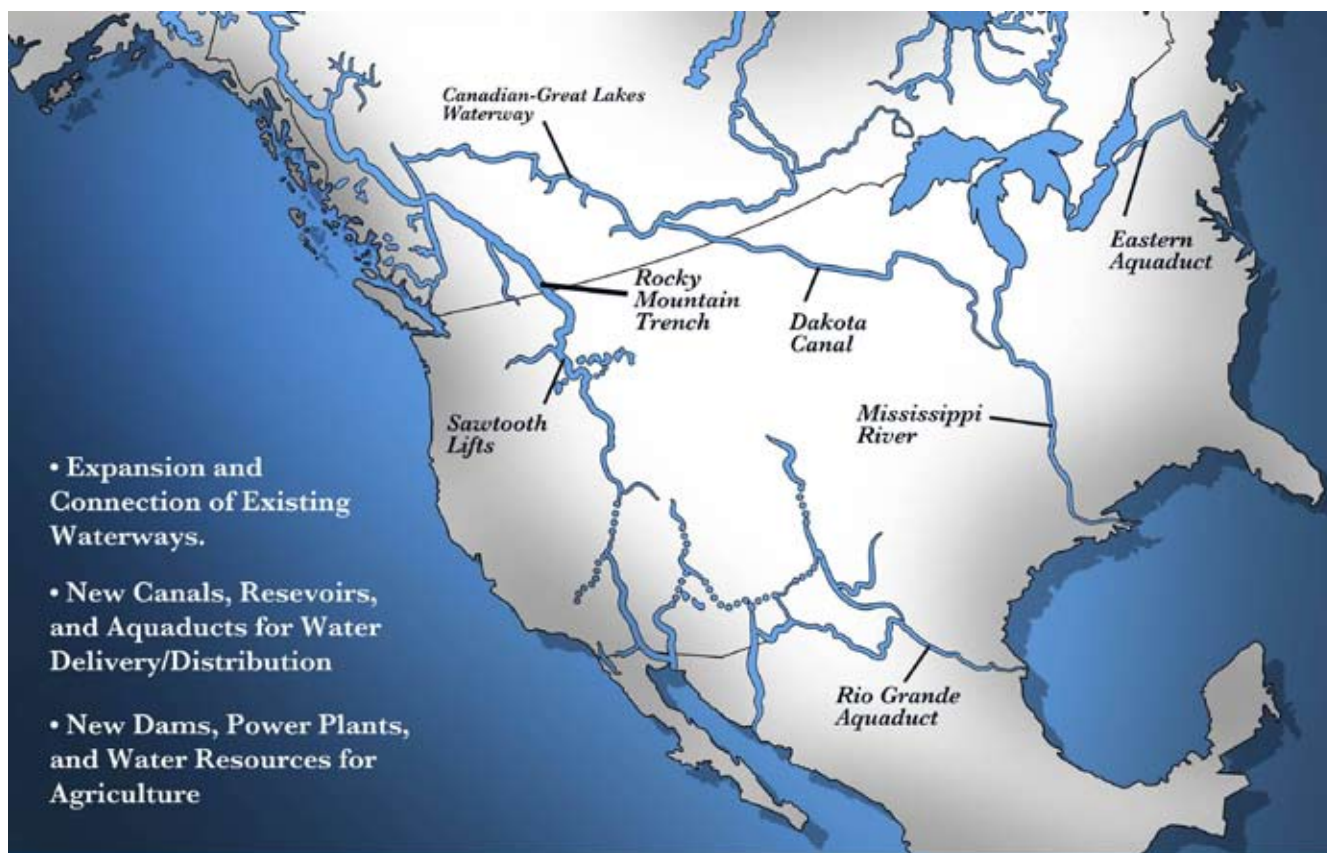 Canadian-Great Lakes
Waterway
Eastern
Aquaduct
Rocky
Mountain
Trench
Dakota
Canal
Sawtooth
Lifts
Mississippi
River
Rio Grande
Aquaduct
• Expansion and
Connection of Existing
Waterways.
• New Canals, Resevoirs,
and Aquaducts for Water
Delivery/Distribution
• New Dams, Power Plants,
and Water Resources for
Agriculture